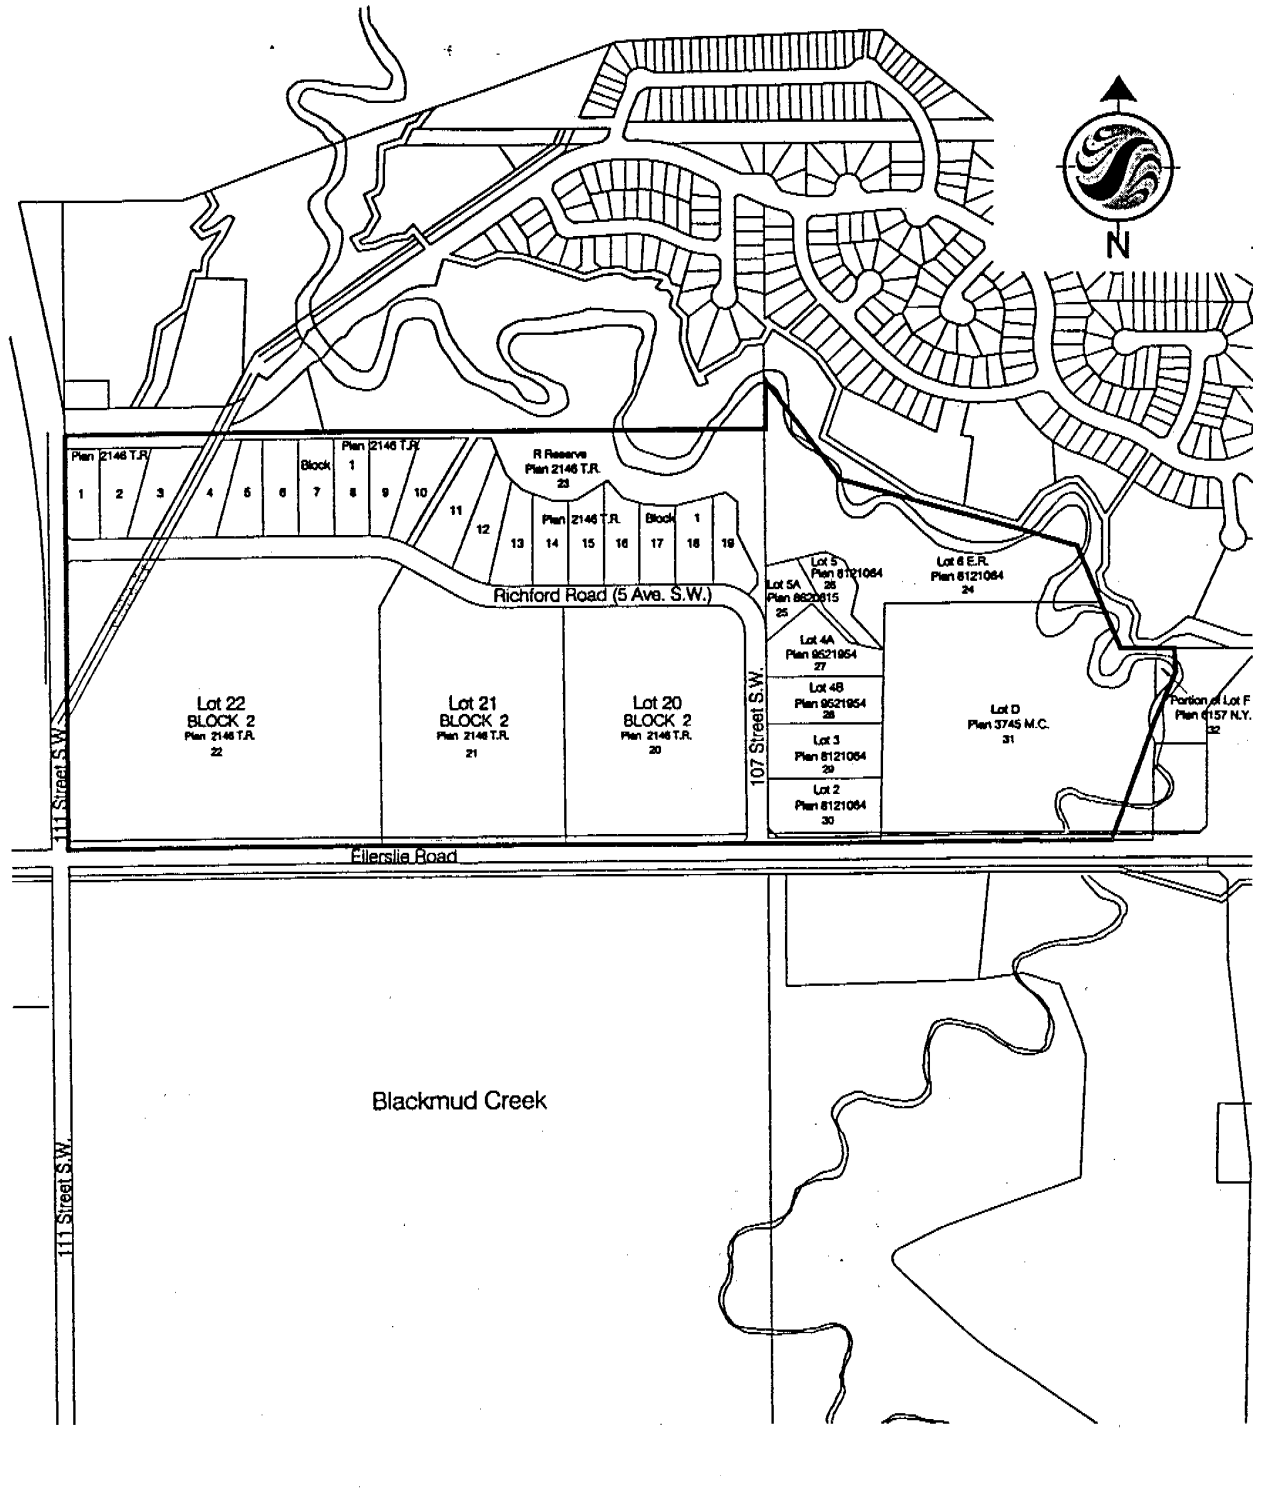 N
Plan 2146 T.R.
Plan 2146 T.R.
Block 1
1 2 3 4 5 6 7 8 9 10
11 12 13 14 15 16 17 18 19
R Reserve
Plan 2146 T.R.
23
Plan 2146 T.R. Block 1
Richford Road (5 Ave. S.W.)
Lot 5
Plan 8121064
26
Lot 5A
Plan 8620615
25
Lot 6 E.R.
Plan 8121064
24
Lot 4A
Plan 9521954
27
Lot 4B
Plan 9521954
28
Lot 3
Plan 8121064
29
Lot 2
Plan 8121064
30
Lot D
Plan 3745 M.C.
31
Portion of Lot F
Plan 6157 N.Y.
32
Lot 22
BLOCK 2
Plan 2146 T.R.
22
Lot 21
BLOCK 2
Plan 2146 T.R.
21
Lot 20
BLOCK 2
Plan 2146 T.R.
20
107 Street S.W.
111 Street S.W.
Ellerslie Road
Blackmud Creek
111 Street S.W.